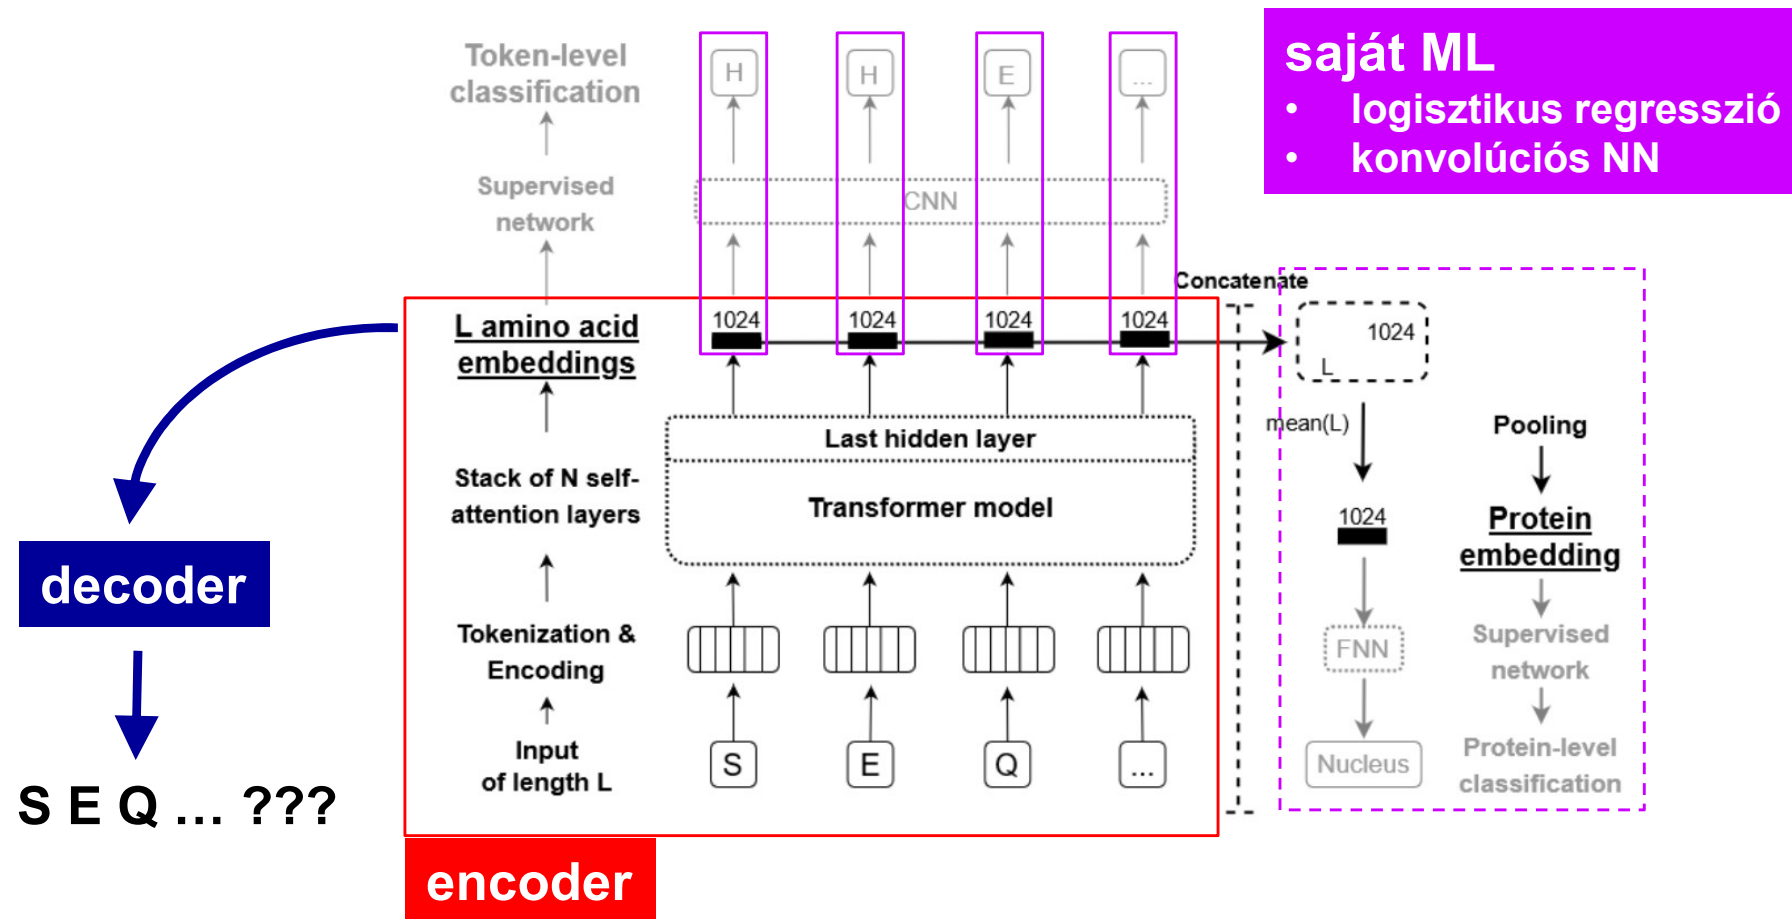 saját ML
• logisztikus regresszió
• konvolúciós NN
Token-level
classification
H
H
E
...
Supervised
network
CNN
Concatenate
L amino acid
embeddings
1024
1024
1024
1024
1024
L
mean(L)
Last hidden layer
Transformer model
Stack of N self-
attention layers
Pooling
1024
Protein
embedding
decoder
Tokenization &
Encoding
FNN
Supervised
network
Input
of length L
S
E
Q
...
Nucleus
Protein-level
classification
S E Q ... ???
encoder